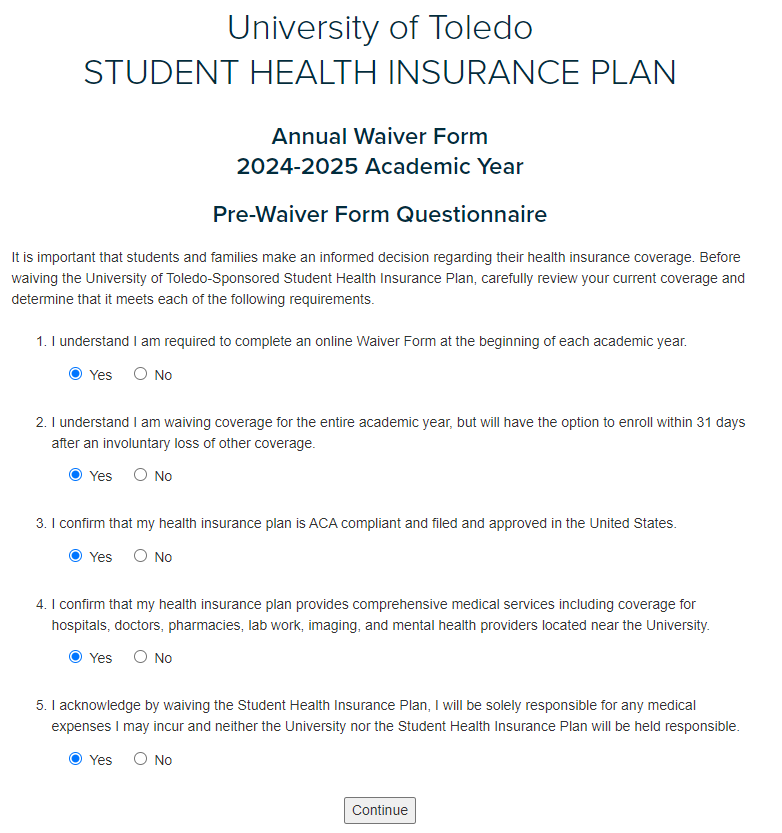 University of Toledo
STUDENT HEALTH INSURANCE PLAN
Annual Waiver Form
2024-2025 Academic Year
Pre-Waiver Form Questionnaire
It is important that students and families make an informed decision regarding their health insurance coverage. Before
waiving the University of Toledo-Sponsored Student Health Insurance Plan, carefully review your current coverage and
determine that it meets each of the following requirements.
1. I understand I am required to complete an online Waiver Form at the beginning of each academic year.
Yes No
2. I understand I am waiving coverage for the entire academic year, but will have the option to enroll within 31 days
after an involuntary loss of other coverage.
Yes No
3. I confirm that my health insurance plan is ACA compliant and filed and approved in the United States.
Yes No
4. I confirm that my health insurance plan provides comprehensive medical services including coverage for
hospitals, doctors, pharmacies, lab work, imaging, and mental health providers located near the University.
Yes No
5. I acknowledge by waiving the Student Health Insurance Plan, I will be solely responsible for any medical
expenses I may incur and neither the University nor the Student Health Insurance Plan will be held responsible.
Yes No
Continue